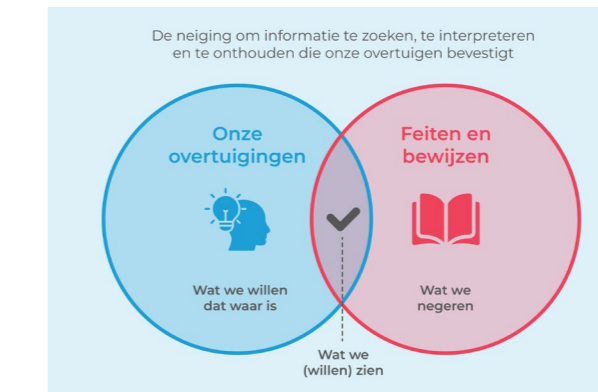 De neiging om informatie te zoeken, te interpreteren
en te onthouden die onze overtuigen bevestigt
Onze
overtuigingen
Feiten en
bewijzen
Wat we willen
dat waar is
Wat we
negeren
Wat we
(willen) zien